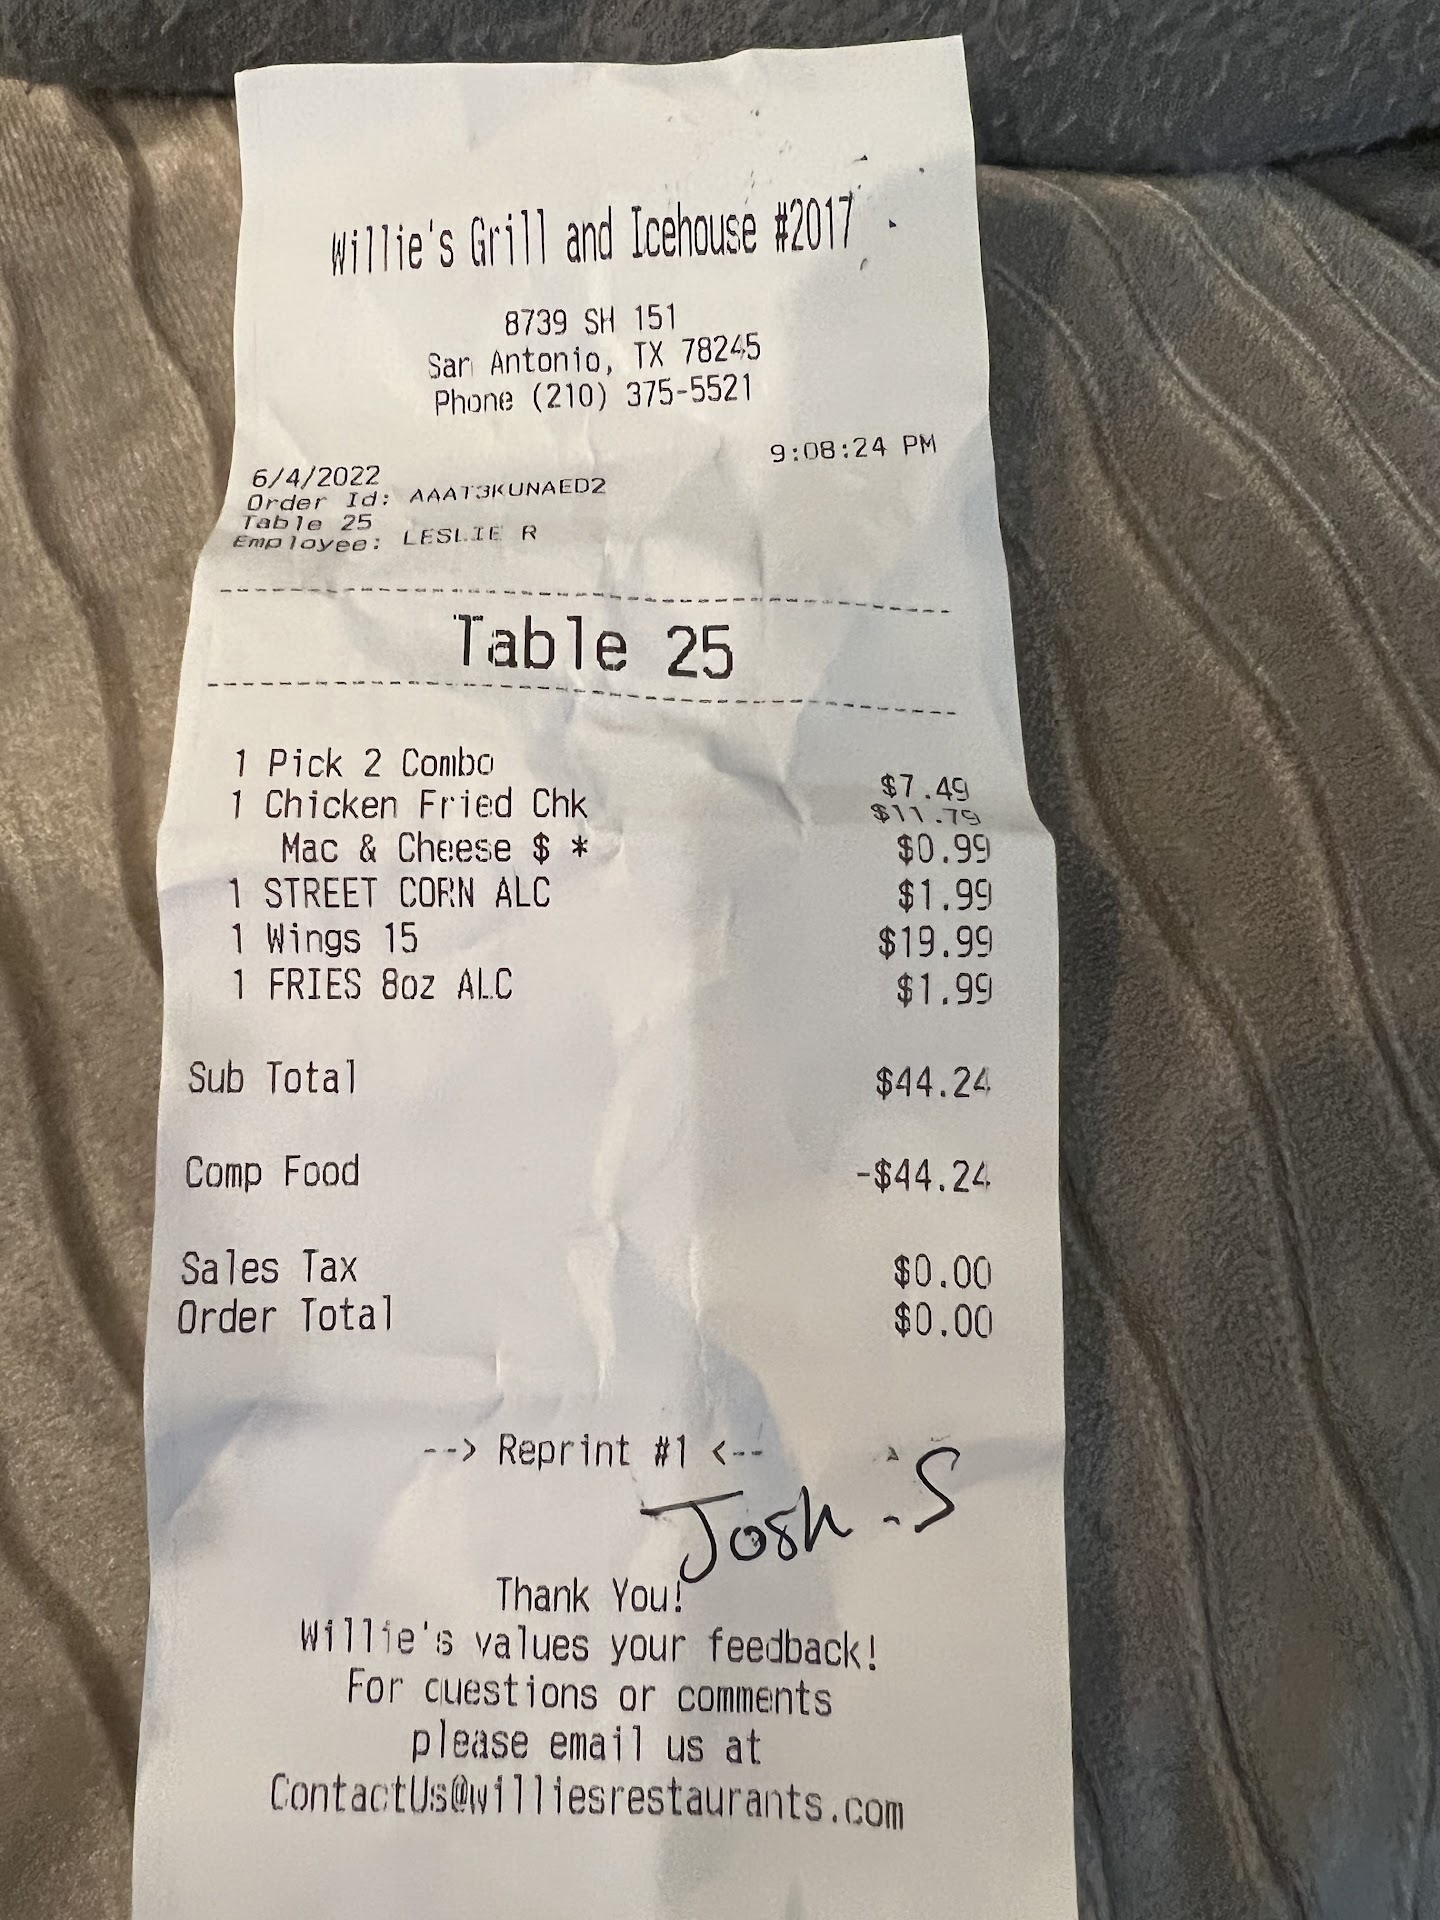 Willie's Grill and Icehouse #2017
8739 SH 151
San Antonio, TX 78245
Phone (210) 375-5521
9:08:24 PM
6/4/2022
Order Id: AAAT3KUNAED2
Table 25
Employee: LESLIE R
Table 25
1 Pick 2 Combo $7.49
1 Chicken Fried Chk $11.79
Mac & Cheese $ * $0.99
1 STREET CORN ALC $1.99
1 Wings 15 $19.99
1 FRIES 8oz ALC $1.99
Sub Total $44.24
Comp Food -$44.24
Sales Tax $0.00
Order Total $0.00
--> Reprint #1 <--
Josh.S
Thank You!
Willie's values your feedback!
For questions or comments
please email us at
ContactUs@williesrestaurants.com